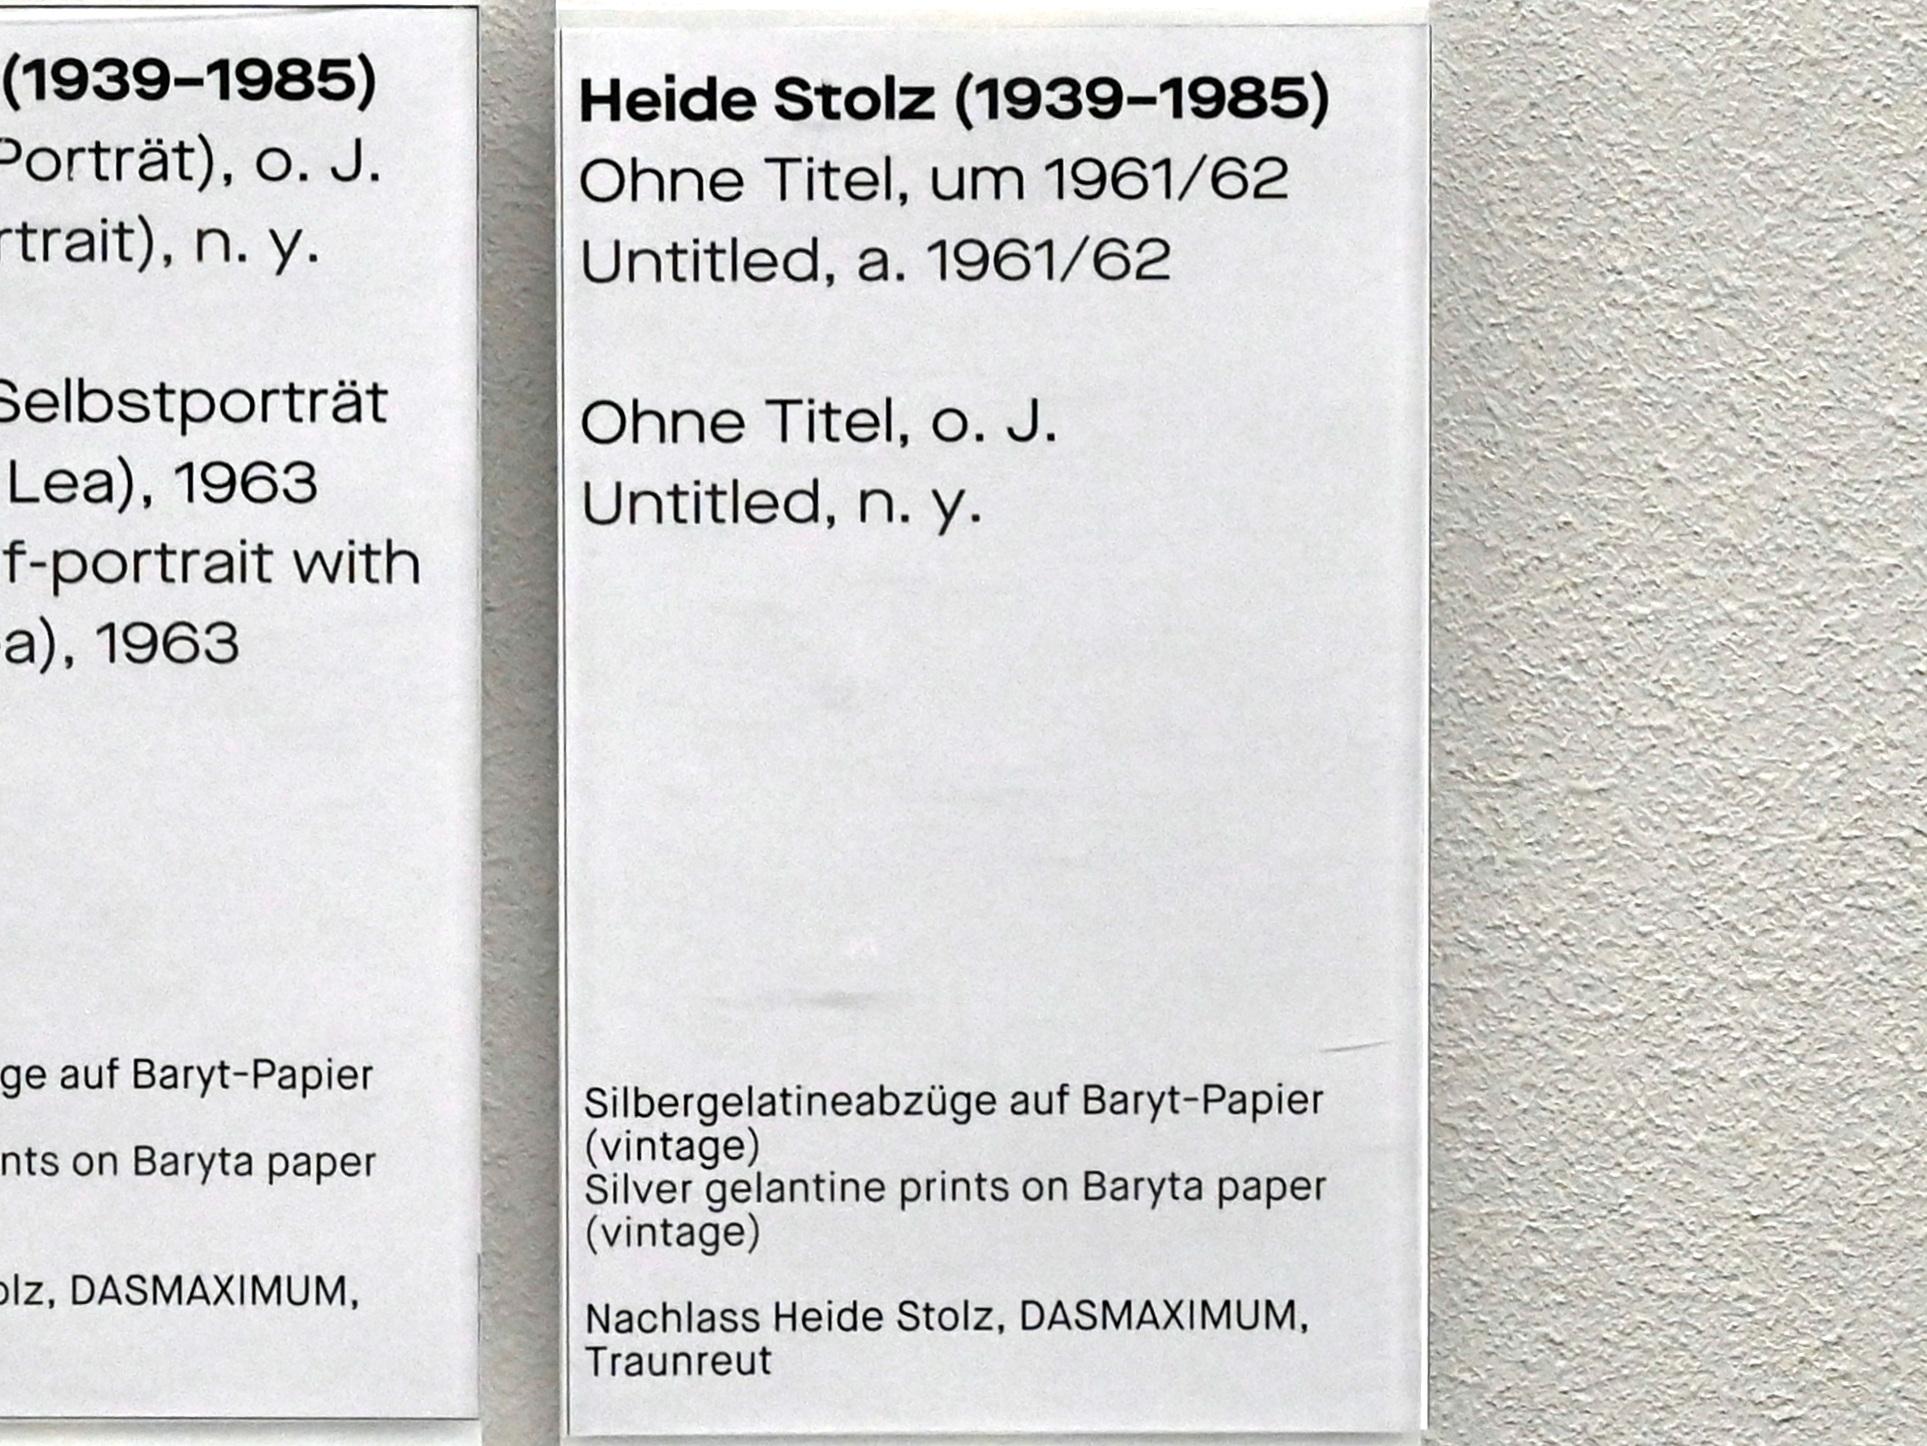 (1939–1985)
Porträt), o. J.
rtrait), n. y.
Selbstporträt
Lea), 1963
f-portrait with
a), 1963
ge auf Baryt-Papier
nts on Baryta paper
olz, DASMAXIMUM,
Heide Stolz (1939–1985)
Ohne Titel, um 1961/62
Untitled, a. 1961/62
Ohne Titel, o. J.
Untitled, n. y.
Silbergelatineabzüge auf Baryt-Papier
(vintage)
Silver gelantine prints on Baryta paper
(vintage)
Nachlass Heide Stolz, DASMAXIMUM,
Traunreut